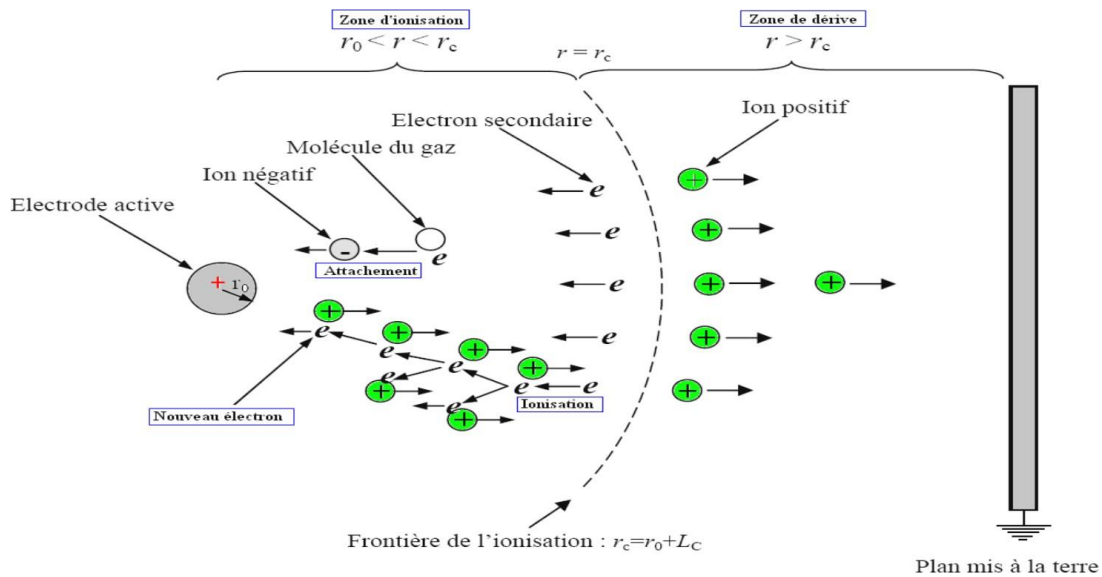 Zone d'ionisation
r₀ < r < r_c
Zone de dérive
r > r_c
r = r_c
Electron secondaire
Ion positif
Molécule du gaz
Ion négatif
Electrode active
e
+
+
e
-
e
Attachement
+
r₀
e
+
+
+
+
e
+
e
+
e
+
e
+
e
e
e
+
+
e
+
Ionisation
Nouveau électron
Frontière de l'ionisation : r_c=r₀+L_C
Plan mis à la terre